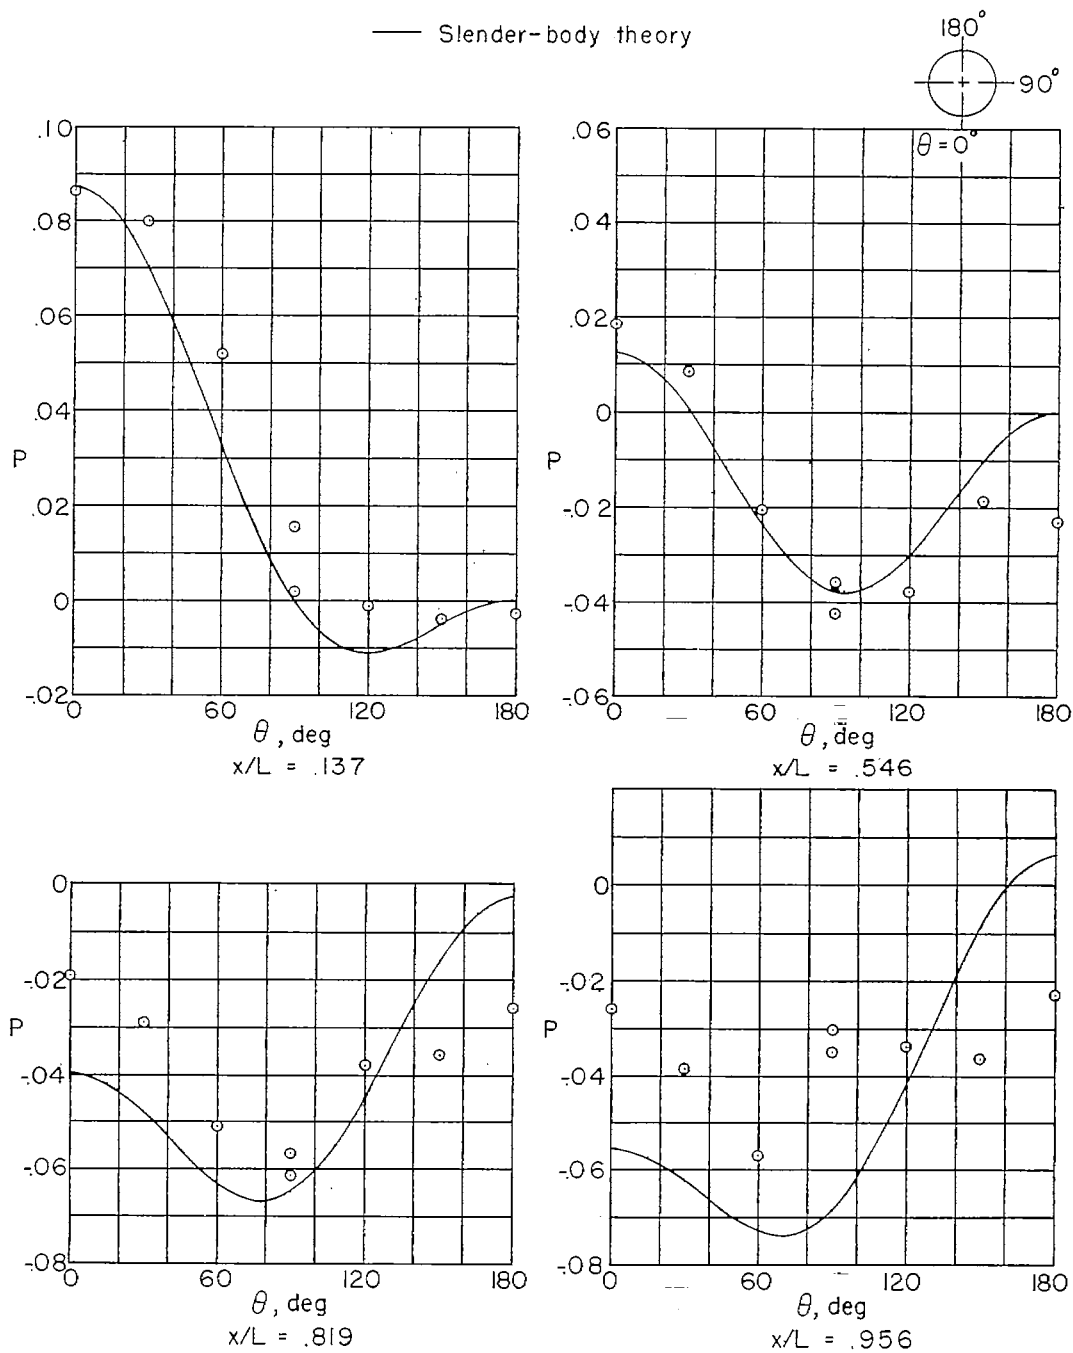 Slender-body theory
180°
90°
θ = 0°
.10
.08
.06
.04
.02
0
-.02
P
0 60 120 180
θ, deg
x/L = .137
.06
.04
.02
0
-.02
-.04
-.06
P
0 60 120 180
θ, deg
x/L = .546
0
-.02
-.04
-.06
-.08
P
0 60 120 180
θ, deg
x/L = .819
0
-.02
-.04
-.06
-.08
P
0 60 120 180
θ, deg
x/L = .956